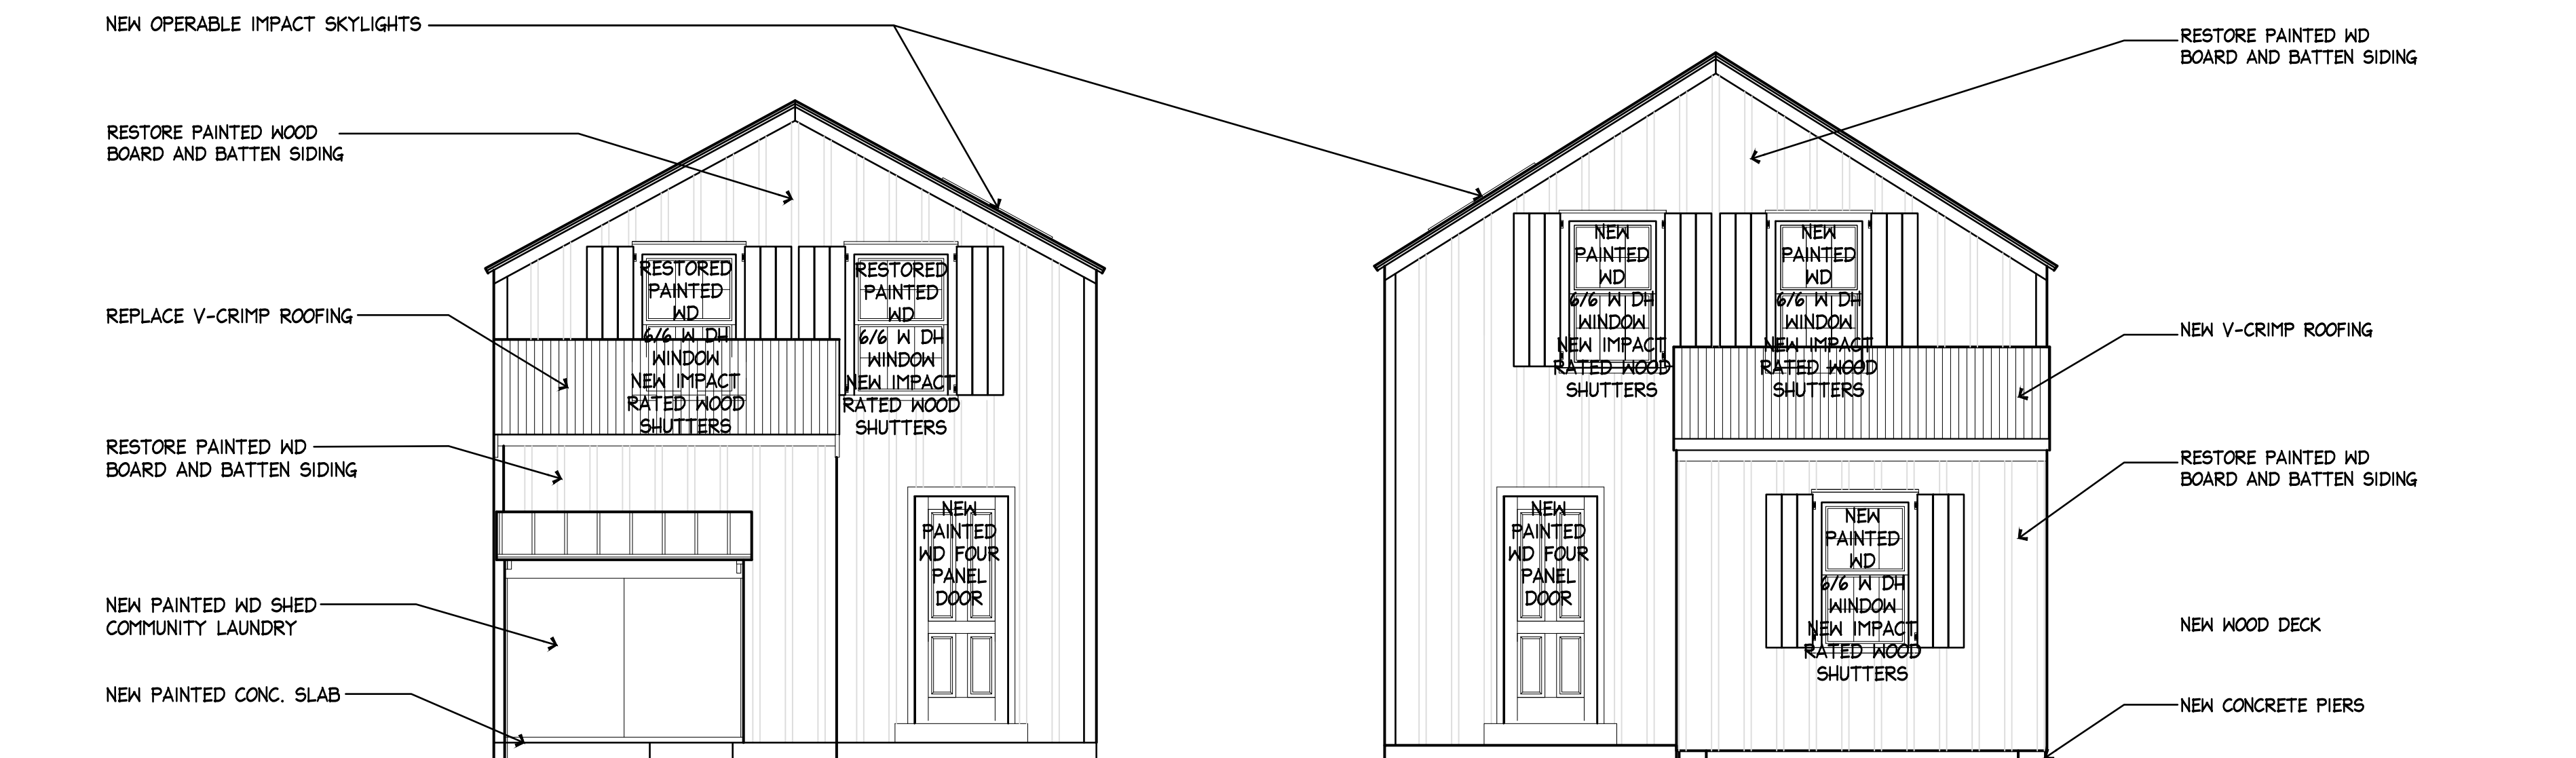 NEW OPERABLE IMPACT SKYLIGHTS
RESTORE PAINTED WOOD
BOARD AND BATTEN SIDING
REPLACE V-CRIMP ROOFING
RESTORE PAINTED WD
BOARD AND BATTEN SIDING
NEW PAINTED WD SHED
COMMUNITY LAUNDRY
NEW PAINTED CONC. SLAB
RESTORED
PAINTED
WD
6/6 W DH
WINDOW
NEW IMPACT
RATED WOOD
SHUTTERS
RESTORED
PAINTED
WD
6/6 W DH
WINDOW
NEW IMPACT
RATED WOOD
SHUTTERS
NEW
PAINTED
WD FOUR
PANEL
DOOR
NEW
PAINTED
WD
6/6 W DH
WINDOW
NEW IMPACT
RATED WOOD
SHUTTERS
NEW
PAINTED
WD
6/6 W DH
WINDOW
NEW IMPACT
RATED WOOD
SHUTTERS
NEW
PAINTED
WD FOUR
PANEL
DOOR
NEW
PAINTED
WD
6/6 W DH
WINDOW
NEW IMPACT
RATED WOOD
SHUTTERS
RESTORE PAINTED WD
BOARD AND BATTEN SIDING
NEW V-CRIMP ROOFING
RESTORE PAINTED WD
BOARD AND BATTEN SIDING
NEW WOOD DECK
NEW CONCRETE PIERS